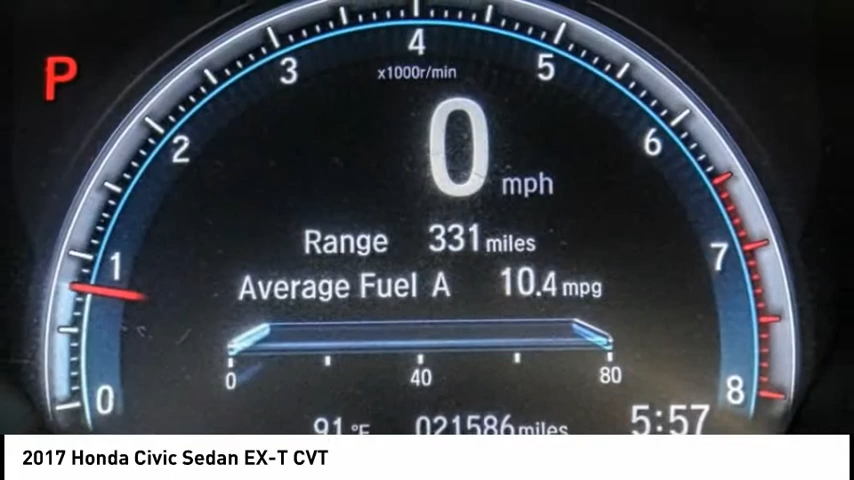 P
4
x1000r/min
3 5
2 6
0 mph
1 7
Range 331 miles
Average Fuel A 10.4 mpg
0 40 80
0 8
91 °F 021586 miles 5:57
2017 Honda Civic Sedan EX-T CVT